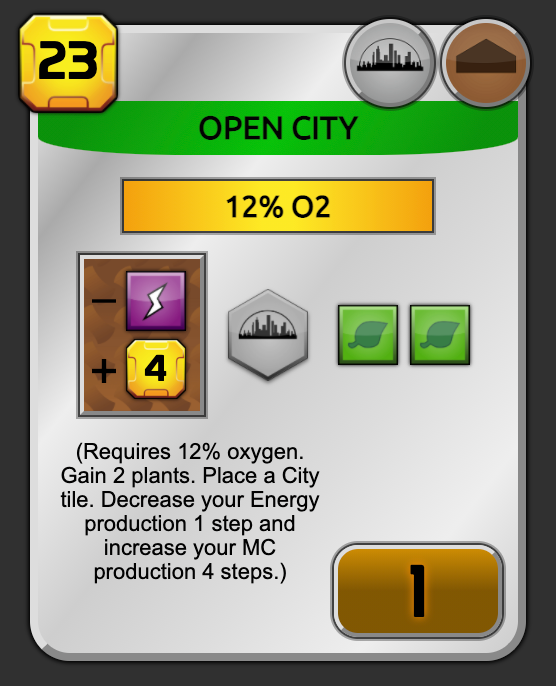 23
OPEN CITY
12% O2
−
+ 4
(Requires 12% oxygen.
Gain 2 plants. Place a City
tile. Decrease your Energy
production 1 step and
increase your MC
production 4 steps.)
1